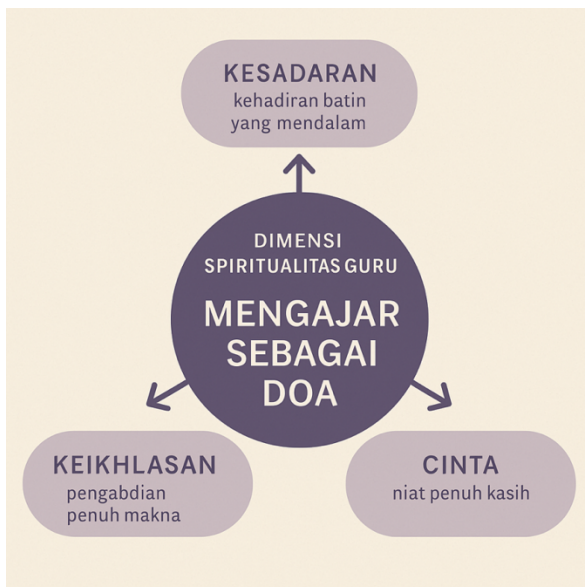 KESADARAN
kehadiran batin
yang mendalam
DIMENSI
SPIRITUALITAS GURU
MENGAJAR
SEBAGAI
DOA
KEIKHLASAN
pengabdian
penuh makna
CINTA
niat penuh kasih